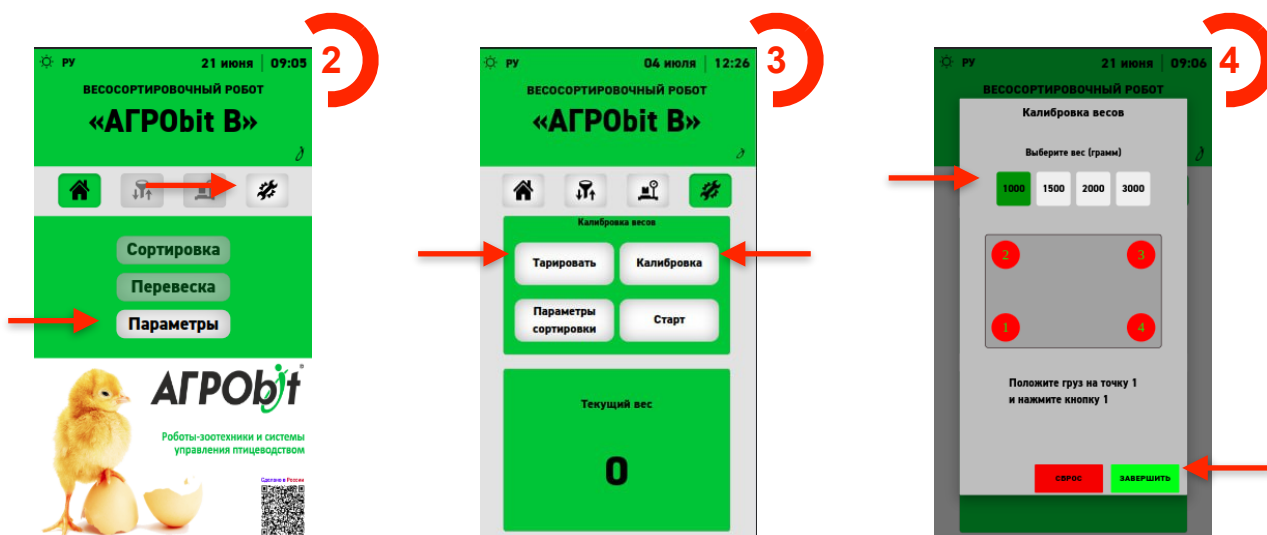 2
РУ 21 июня 09:05
ВЕСОСОРТИРОВОЧНЫЙ РОБОТ
«АГРОbit В»
Сортировка
Перевеска
Параметры
АГРОbit
Роботы-зоотехники и системы
управления птицеводством
Сделано в России
3
РУ 04 июля 12:26
ВЕСОСОРТИРОВОЧНЫЙ РОБОТ
«АГРОbit В»
Калибровка весов
Тарировать Калибровка
Параметры
сортировки
Старт
Текущий вес
0
4
РУ 21 июня 09:06
ВЕСОСОРТИРОВОЧНЫЙ РОБОТ
Калибровка весов
Выберите вес (грамм)
1000 1500 2000 3000
2 3
1 4
Положите груз на точку 1
и нажмите кнопку 1
СБРОС ЗАВЕРШИТЬ